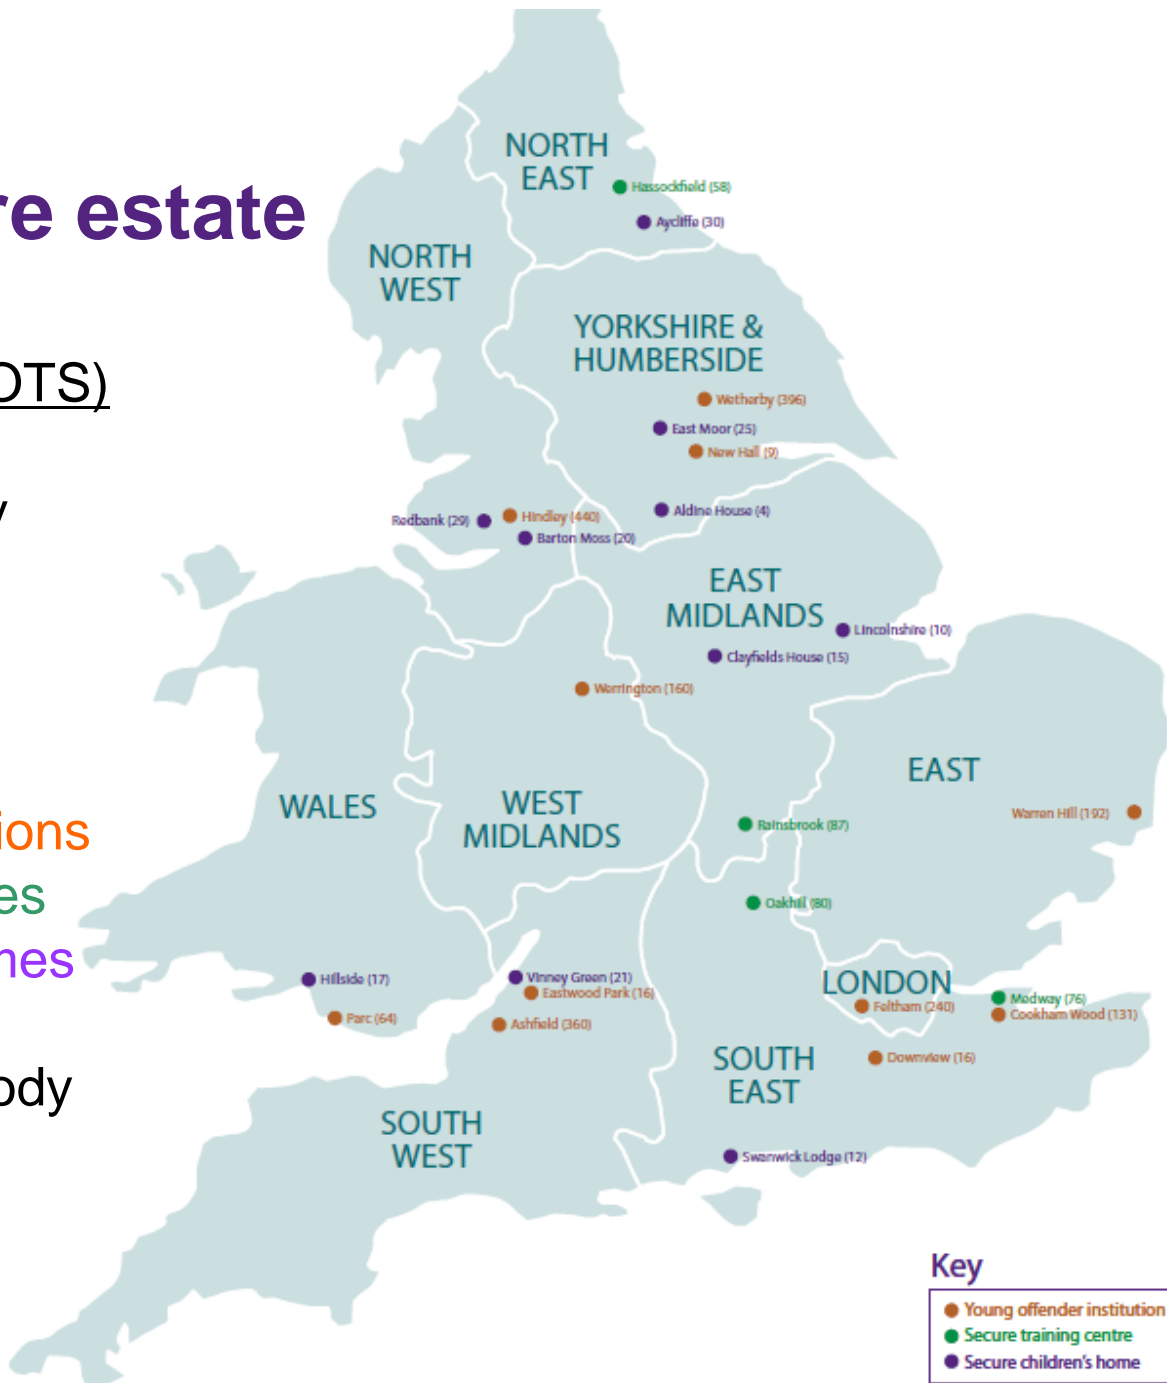 re estate
OTS)
y
ions
es
mes
ody
NORTH
EAST
Hassockfield (58)
Aycliffe (30)
NORTH
WEST
YORKSHIRE &
HUMBERSIDE
Wetherby (396)
East Moor (25)
New Hall (9)
Redbank (29)
Hindley (440)
Barton Moss (20)
Aldine House (4)
EAST
MIDLANDS
Lincolnshire (10)
Clayfields House (15)
Werrington (160)
EAST
WALES
WEST
MIDLANDS
Warren Hill (192)
Rainsbrook (87)
Oakhill (80)
Hillside (17)
Parc (64)
Vinney Green (21)
Eastwood Park (16)
Ashfield (360)
LONDON
Feltham (240)
Medway (76)
Cookham Wood (131)
Downview (16)
SOUTH
EAST
SOUTH
WEST
Swanwick Lodge (12)
Key
Young offender institution
Secure training centre
Secure children's home